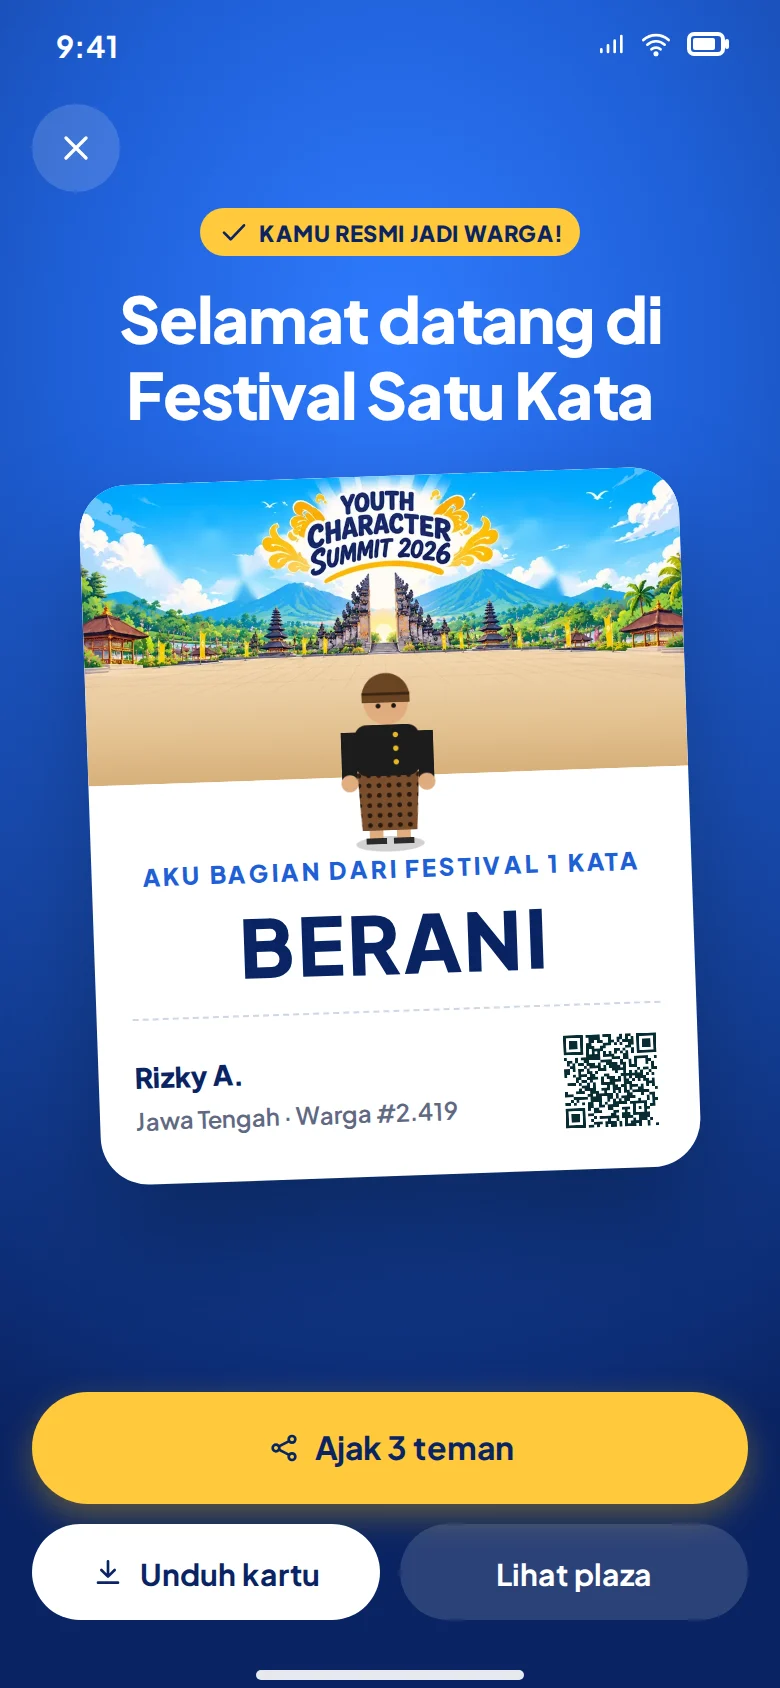 9:41
KAMU RESMI JADI WARGA!
Selamat datang di
Festival Satu Kata
YOUTH
CHARACTER
SUMMIT 2026
AKU BAGIAN DARI FESTIVAL 1 KATA
BERANI
Rizky A.
Jawa Tengah · Warga #2.419
Ajak 3 teman
Unduh kartu
Lihat plaza